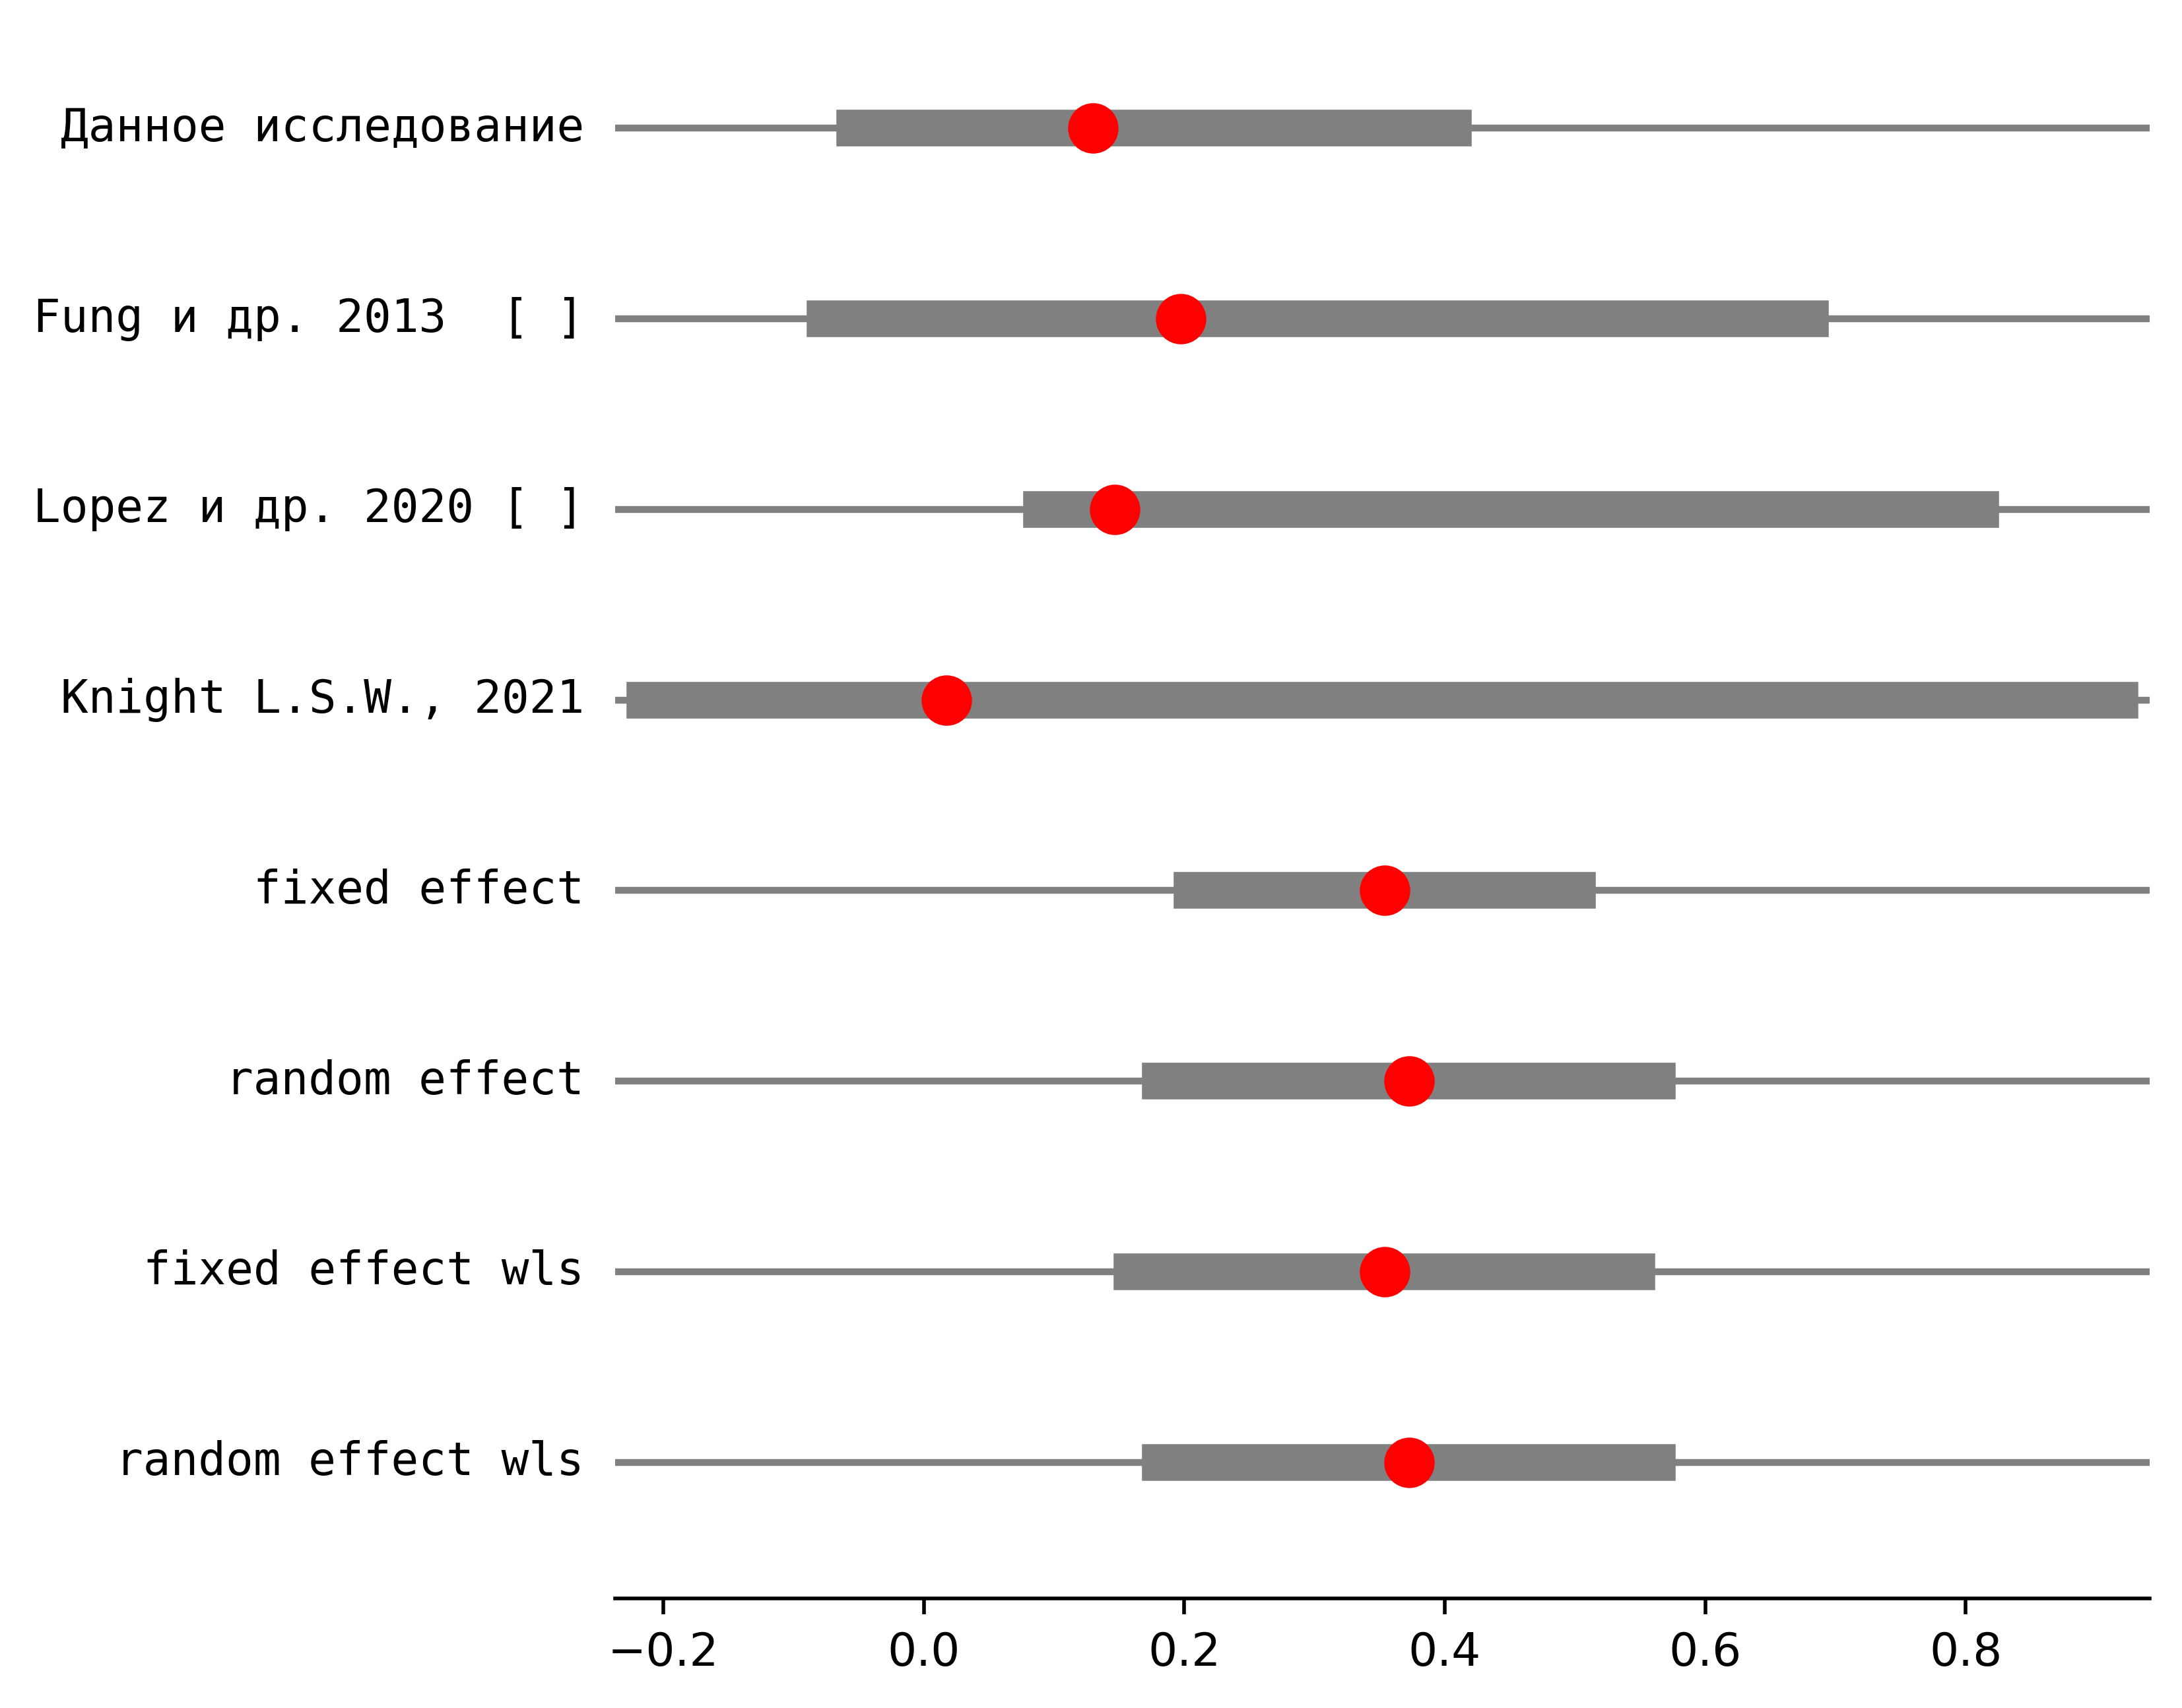 Данное исследование
Fung и др. 2013  [ ]
Lopez и др. 2020 [ ]
Knight L.S.W., 2021
fixed effect
random effect
fixed effect wls
random effect wls
−0.2 0.0 0.2 0.4 0.6 0.8